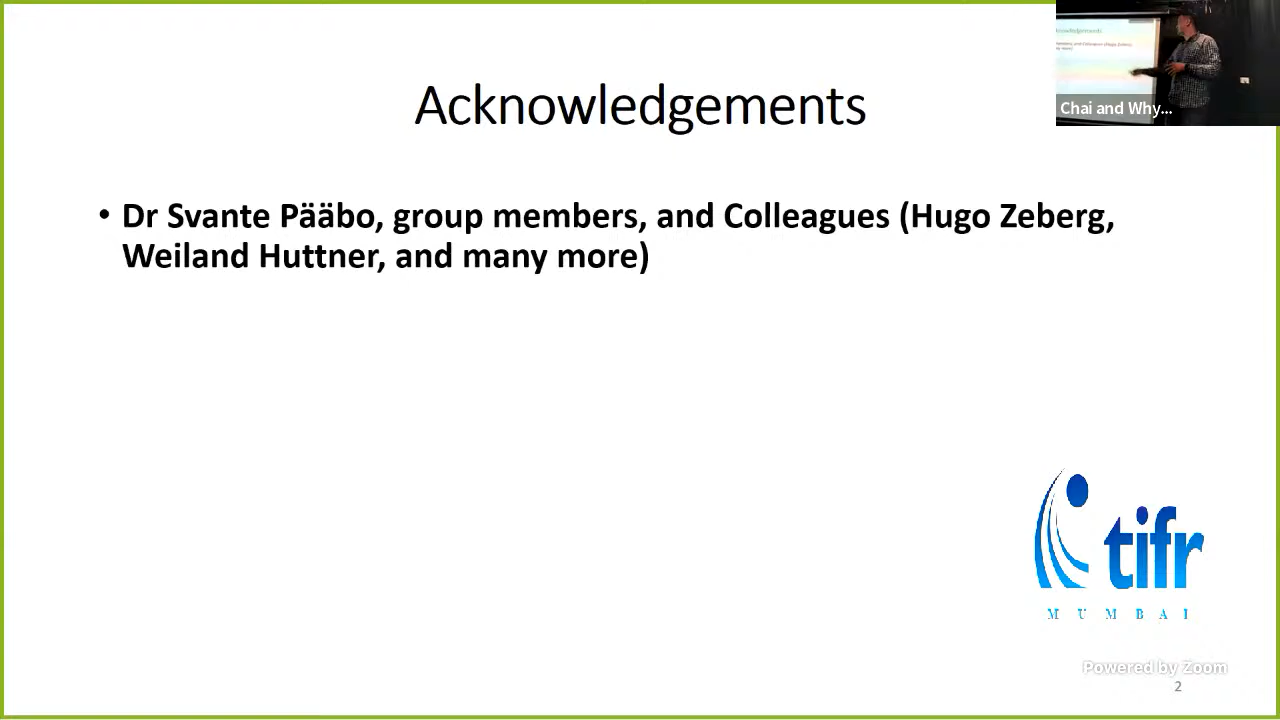 Acknowledgements
Chai and Why...
• Dr Svante Pääbo, group members, and Colleagues (Hugo Zeberg,
Weiland Huttner, and many more)
tifr
MUMBAI
Powered by Zoom
2